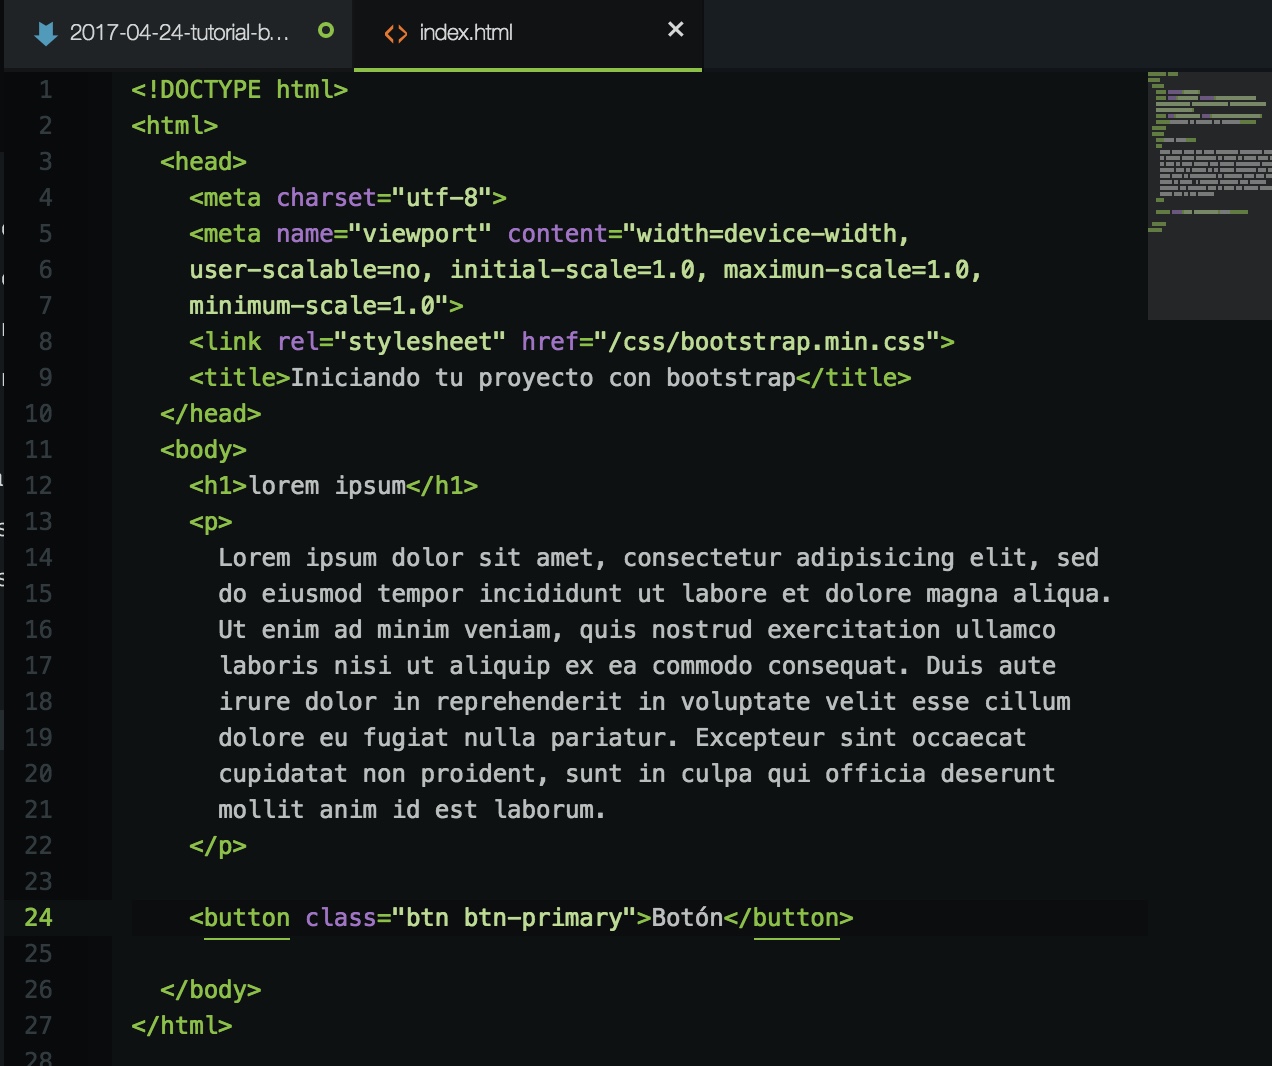 2017-04-24-tutorial-b...
index.html
1 <!DOCTYPE html>
2 <html>
3 <head>
4 <meta charset="utf-8">
5 <meta name="viewport" content="width=device-width,
6 user-scalable=no, initial-scale=1.0, maximun-scale=1.0,
7 minimum-scale=1.0">
8 <link rel="stylesheet" href="/css/bootstrap.min.css">
9 <title>Iniciando tu proyecto con bootstrap</title>
10 </head>
11 <body>
12 <h1>lorem ipsum</h1>
13 <p>
14 Lorem ipsum dolor sit amet, consectetur adipisicing elit, sed
15 do eiusmod tempor incididunt ut labore et dolore magna aliqua.
16 Ut enim ad minim veniam, quis nostrud exercitation ullamco
17 laboris nisi ut aliquip ex ea commodo consequat. Duis aute
18 irure dolor in reprehenderit in voluptate velit esse cillum
19 dolore eu fugiat nulla pariatur. Excepteur sint occaecat
20 cupidatat non proident, sunt in culpa qui officia deserunt
21 mollit anim id est laborum.
22 </p>
23
24 <button class="btn btn-primary">Botón</button>
25
26 </body>
27 </html>
28